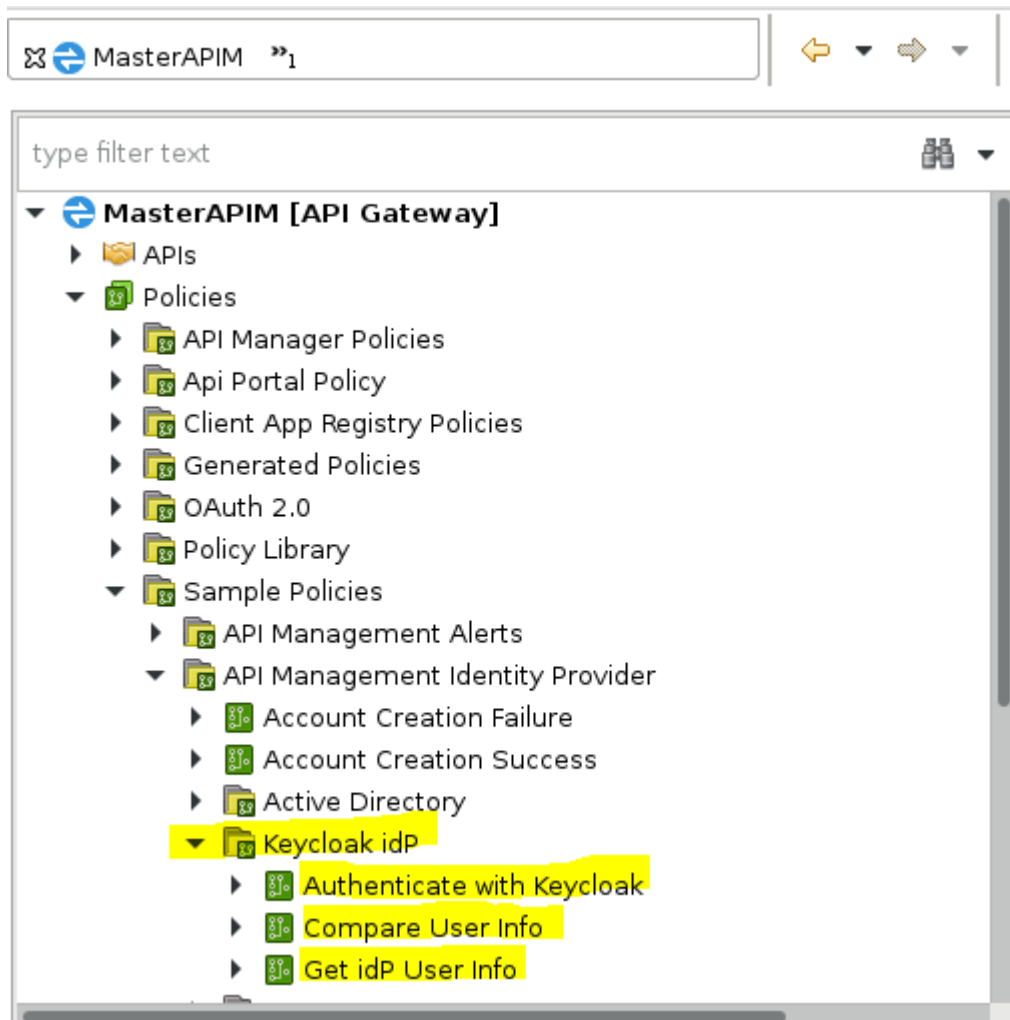 MasterAPIM »1
type filter text
MasterAPIM [API Gateway]
APIs
Policies
API Manager Policies
Api Portal Policy
Client App Registry Policies
Generated Policies
OAuth 2.0
Policy Library
Sample Policies
API Management Alerts
API Management Identity Provider
Account Creation Failure
Account Creation Success
Active Directory
Keycloak idP
Authenticate with Keycloak
Compare User Info
Get idP User Info